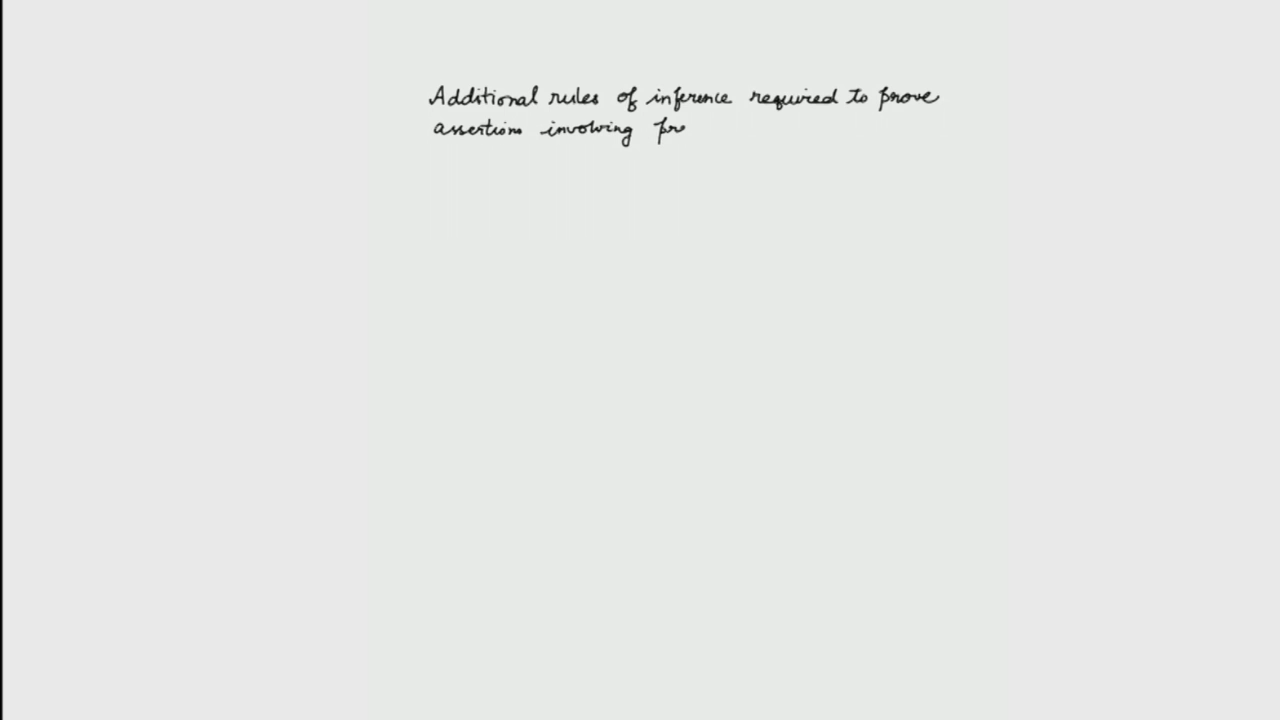 Additional rules of inference required to prove
assertions involving pr